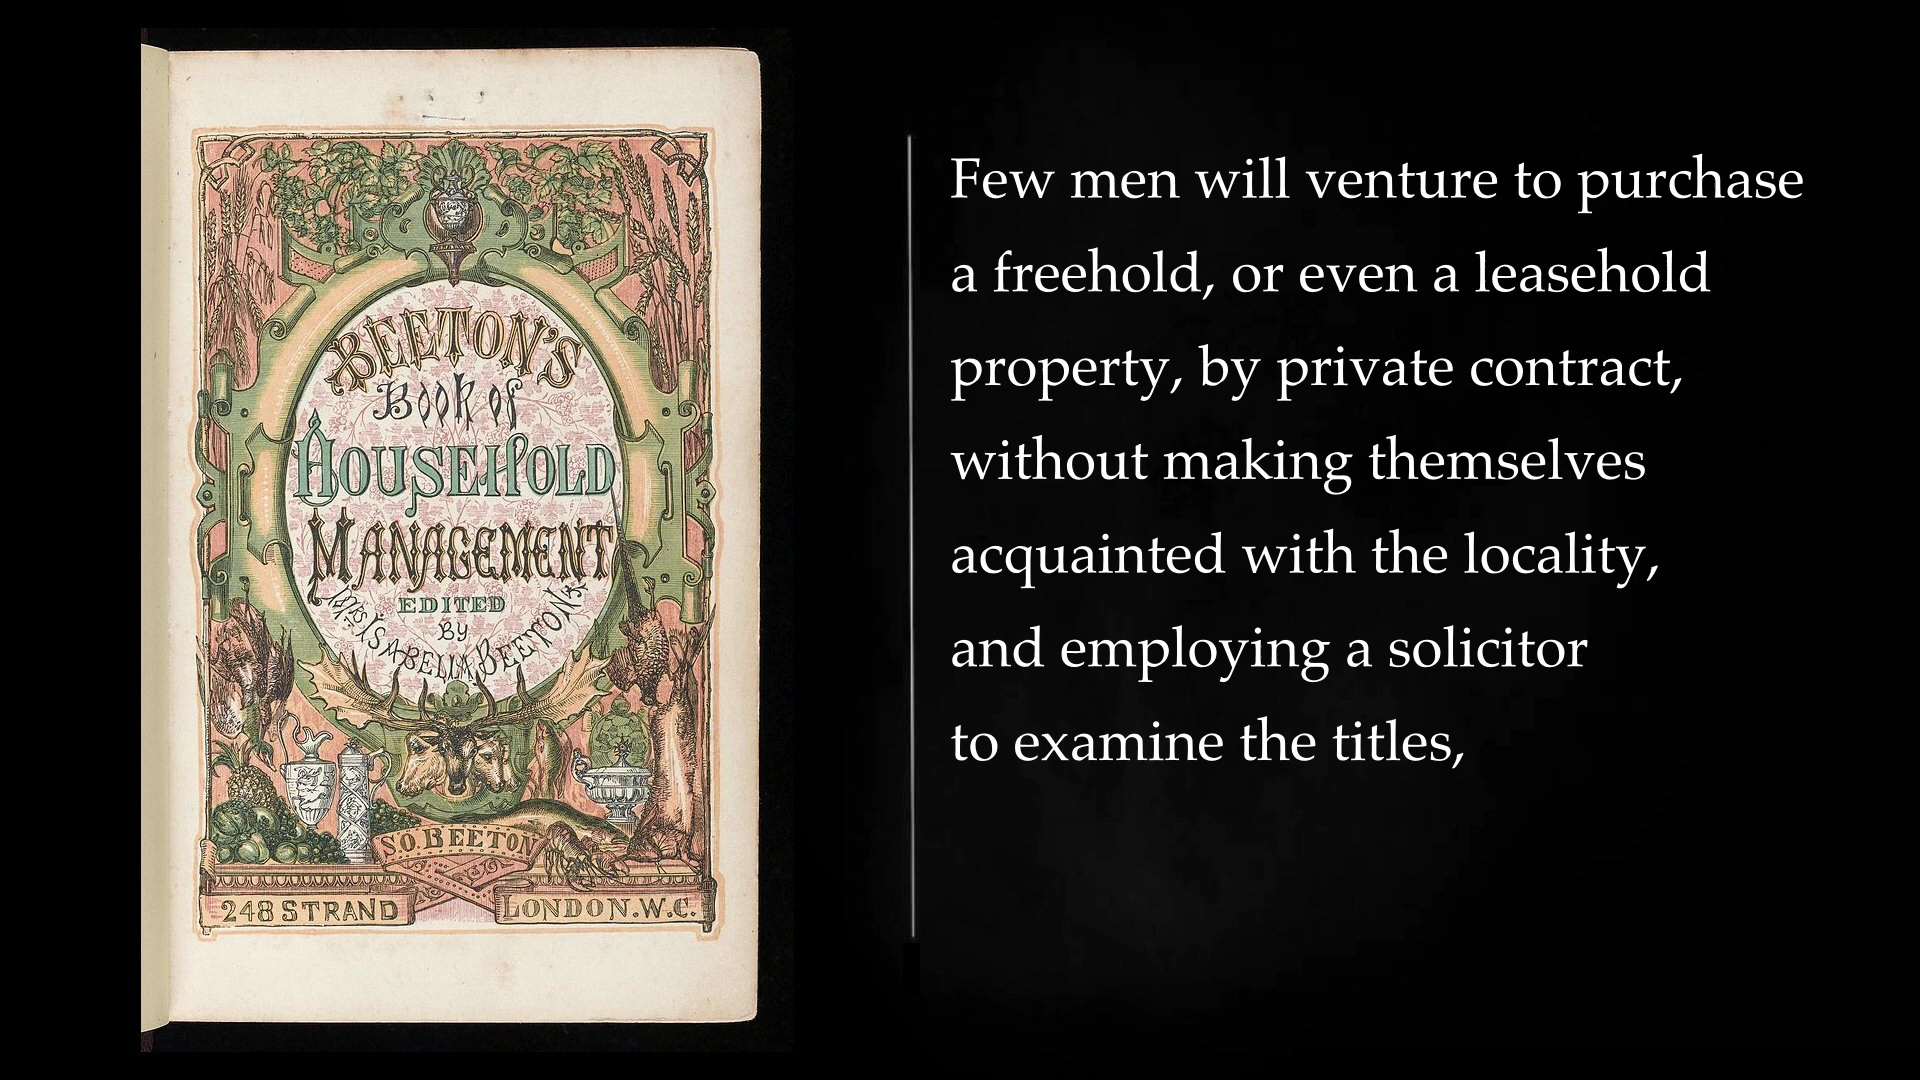 BEETON'S
Book of
HOUSEHOLD
MANAGEMENT
EDITED
BY
MRS ISABELLA BEETON
S.O. BEETON
248 STRAND
LONDON. W.C.
Few men will venture to purchase
a freehold, or even a leasehold
property, by private contract,
without making themselves
acquainted with the locality,
and employing a solicitor
to examine the titles,